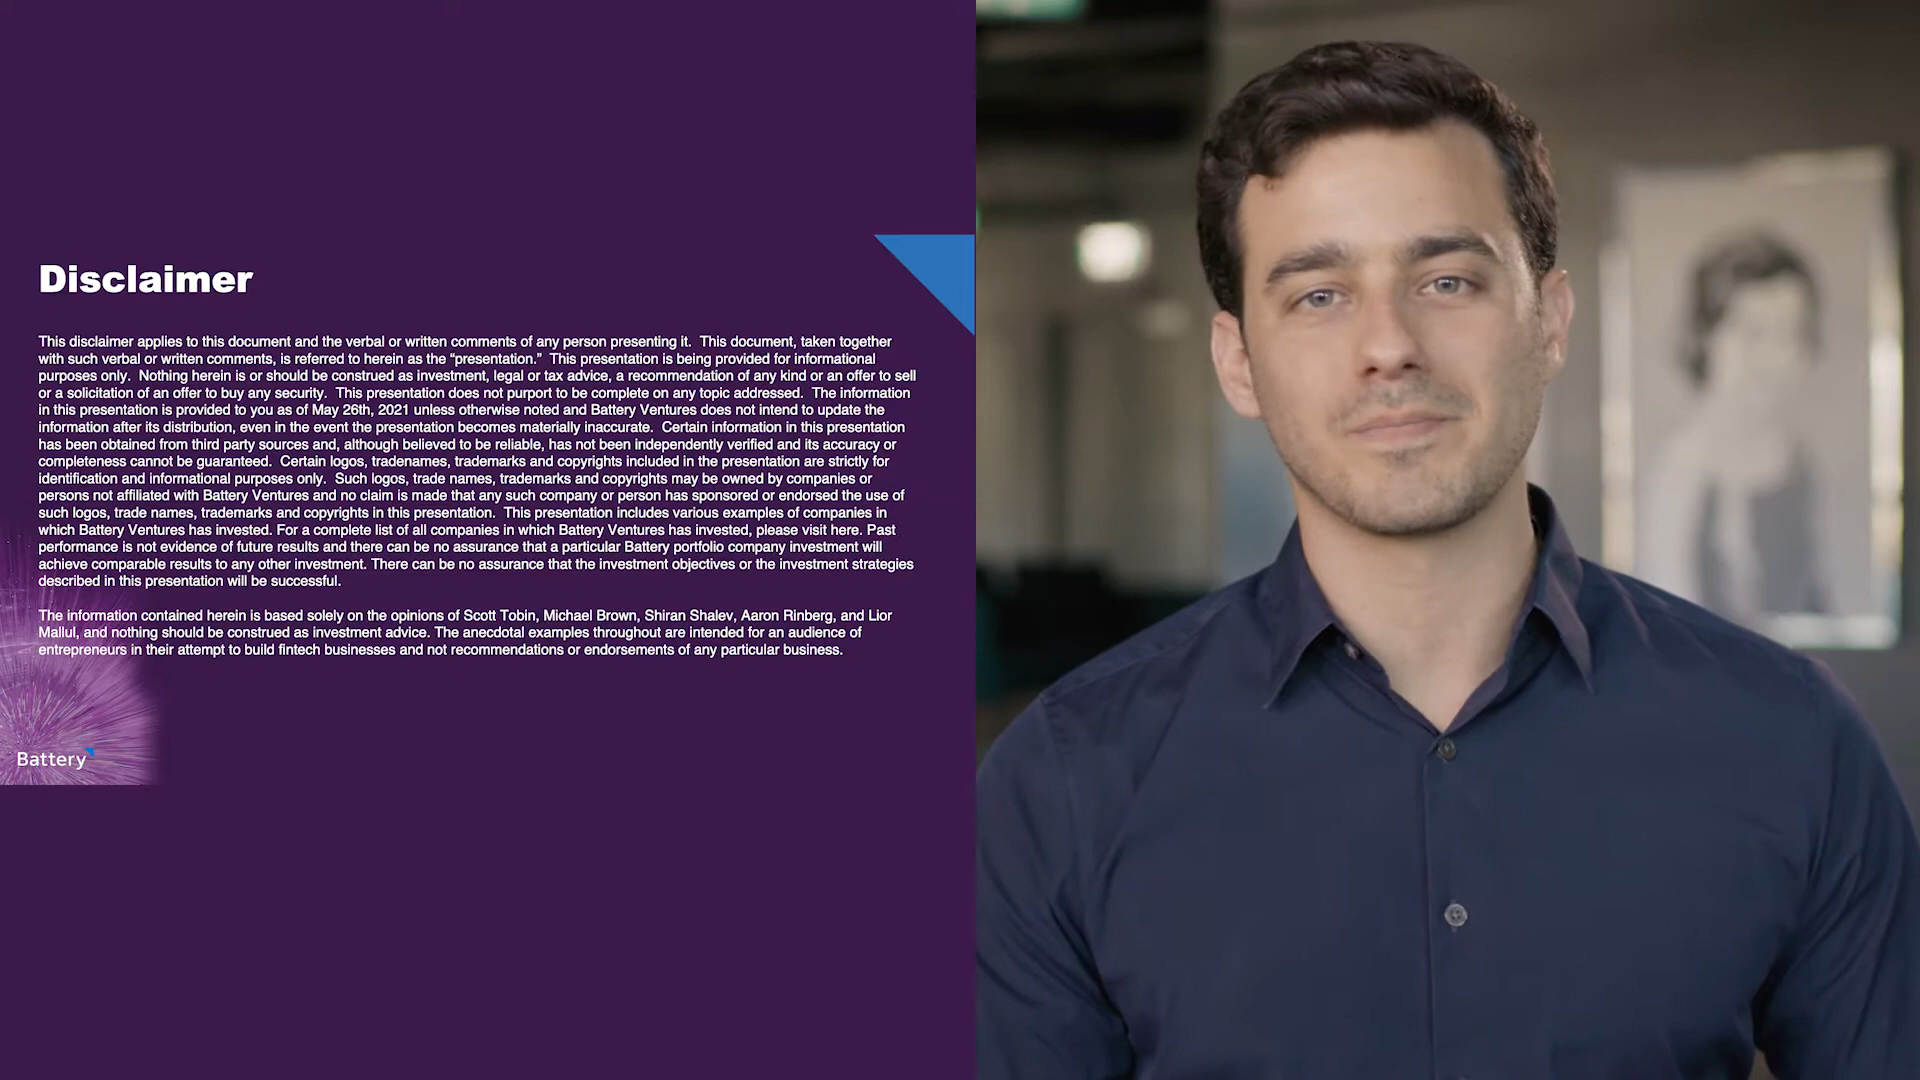 Disclaimer
This disclaimer applies to this document and the verbal or written comments of any person presenting it.  This document, taken together
with such verbal or written comments, is referred to herein as the “presentation.”  This presentation is being provided for informational
purposes only.  Nothing herein is or should be construed as investment, legal or tax advice, a recommendation of any kind or an offer to sell
or a solicitation of an offer to buy any security.  This presentation does not purport to be complete on any topic addressed.  The information
in this presentation is provided to you as of May 26th, 2021 unless otherwise noted and Battery Ventures does not intend to update the
information after its distribution, even in the event the presentation becomes materially inaccurate.  Certain information in this presentation
has been obtained from third party sources and, although believed to be reliable, has not been independently verified and its accuracy or
completeness cannot be guaranteed.  Certain logos, tradenames, trademarks and copyrights included in the presentation are strictly for
identification and informational purposes only.  Such logos, trade names, trademarks and copyrights may be owned by companies or
persons not affiliated with Battery Ventures and no claim is made that any such company or person has sponsored or endorsed the use of
such logos, trade names, trademarks and copyrights in this presentation.  This presentation includes various examples of companies in
which Battery Ventures has invested. For a complete list of all companies in which Battery Ventures has invested, please visit here. Past
performance is not evidence of future results and there can be no assurance that a particular Battery portfolio company investment will
achieve comparable results to any other investment. There can be no assurance that the investment objectives or the investment strategies
described in this presentation will be successful.
The information contained herein is based solely on the opinions of Scott Tobin, Michael Brown, Shiran Shalev, Aaron Rinberg, and Lior
Mallul, and nothing should be construed as investment advice. The anecdotal examples throughout are intended for an audience of
entrepreneurs in their attempt to build fintech businesses and not recommendations or endorsements of any particular business.
Battery